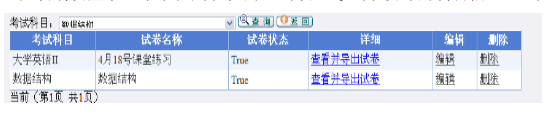 考试科目: 数据结构 查询 返回
考试科目 试卷名称 试卷状态 详细 编辑 删除
大学英语II 4月18号课堂练习 True 查看并导出试卷 编辑 删除
数据结构 数据结构 True 查看并导出试卷 编辑 删除
当前 (第1页 共1页)